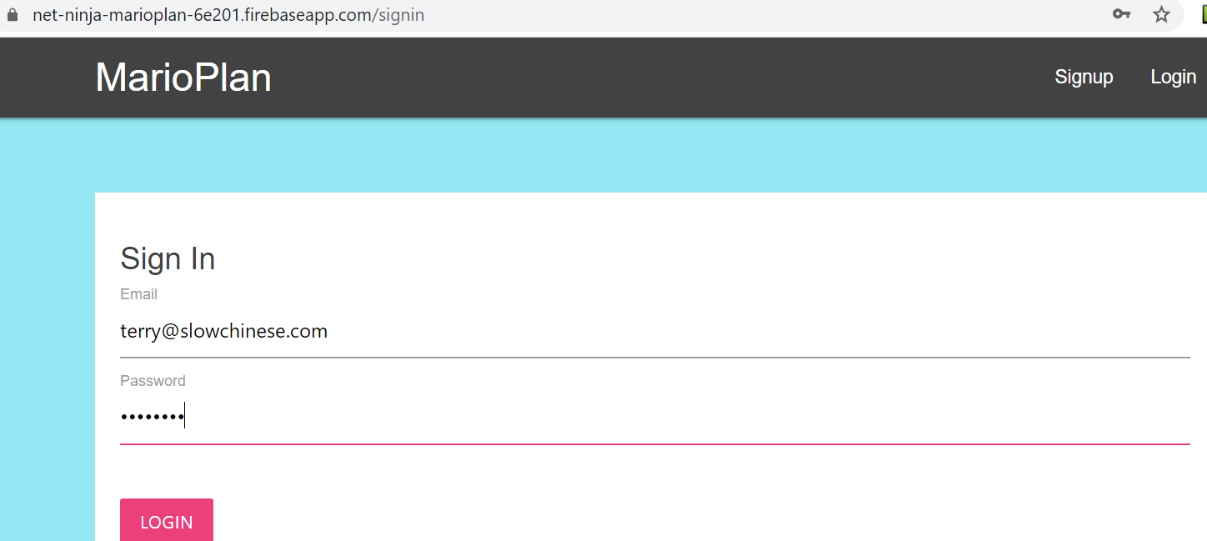 net-ninja-marioplan-6e201.firebaseapp.com/signin
MarioPlan
Signup
Login
Sign In
Email
terry@slowchinese.com
Password
••••••••
LOGIN